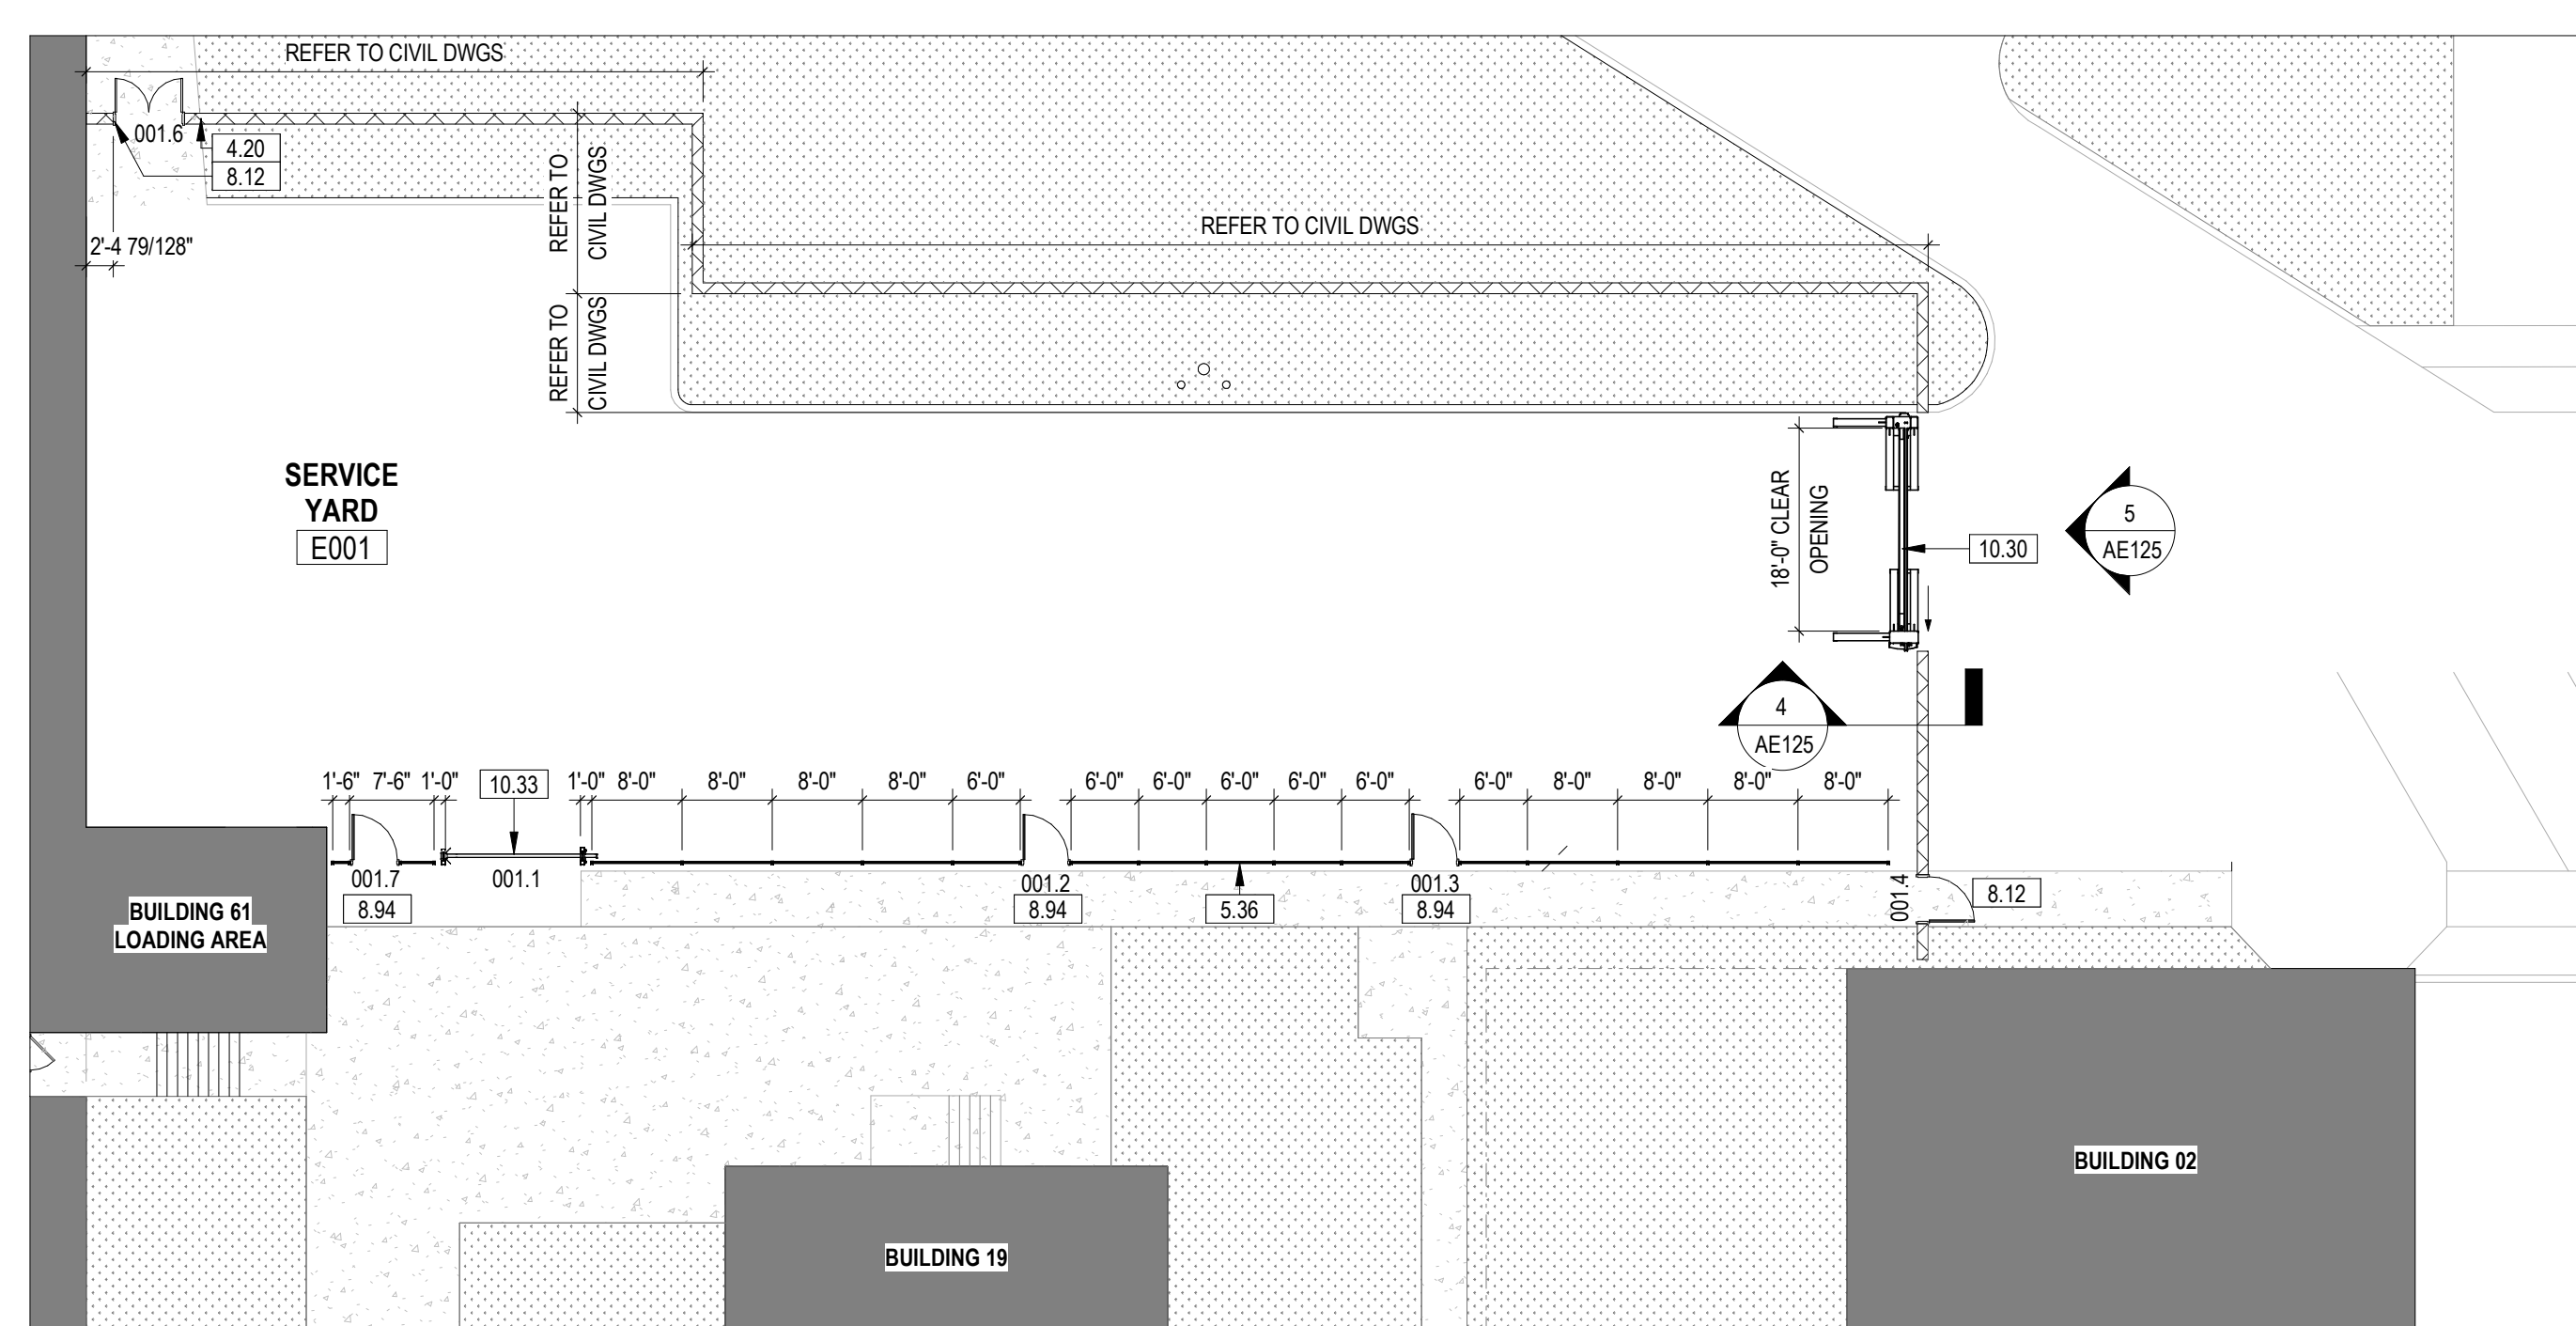 REFER TO CIVIL DWGS
001.6
4.20
8.12
REFER TO
CIVIL DWGS
REFER TO CIVIL DWGS
2'-4 79/128"
REFER TO
CIVIL DWGS
SERVICE
YARD
E001
18'-0" CLEAR
OPENING
10.30
5
AE125
4
AE125
1'-6" 7'-6" 1'-0" 10.33 1'-0" 8'-0" 8'-0" 8'-0" 8'-0" 6'-0" 6'-0" 6'-0" 6'-0" 6'-0" 6'-0" 6'-0" 8'-0" 8'-0" 8'-0" 8'-0"
001.7 001.1 001.2 001.3 001.4 8.12
8.94 8.94 5.36 8.94
BUILDING 61
LOADING AREA
BUILDING 02
BUILDING 19